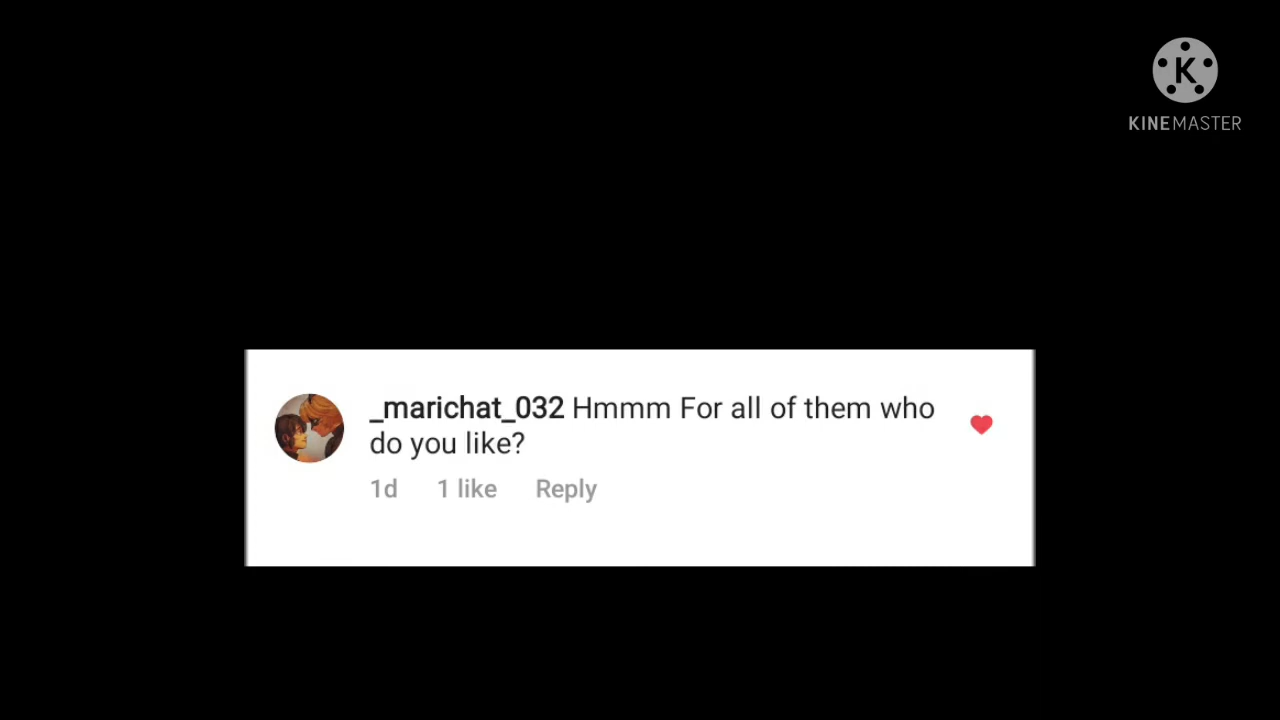 K
KINEMASTER
_marichat_032 Hmmm For all of them who
do you like?
1d 1 like Reply